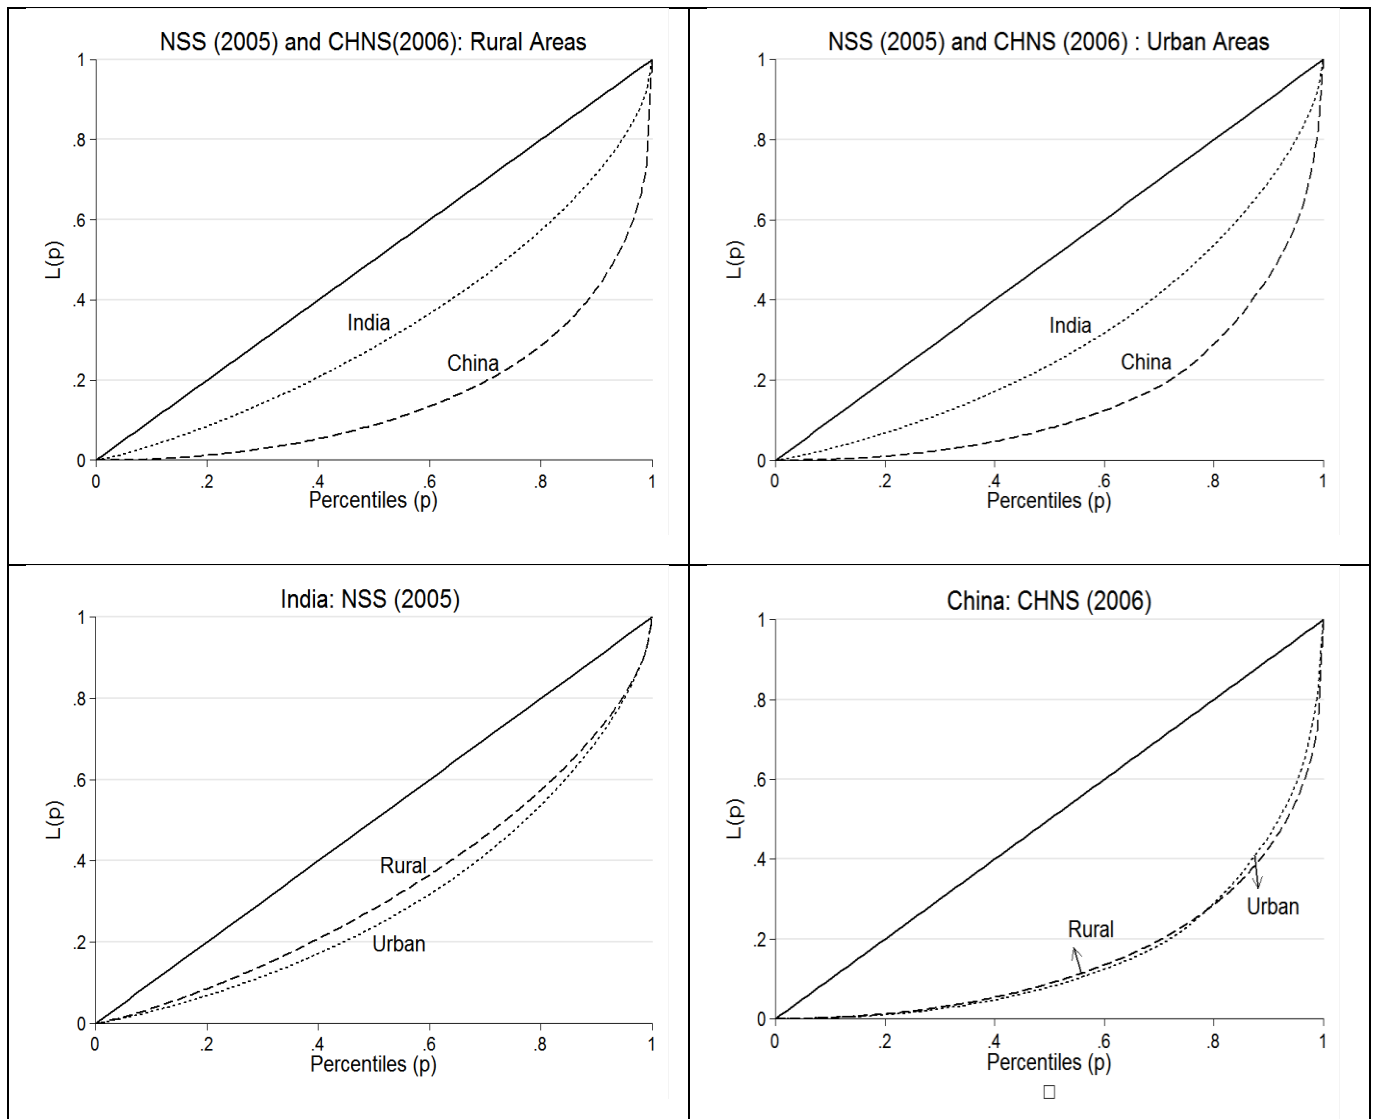 NSS (2005) and CHNS(2006): Rural Areas
1
.8
.6
.4
.2
0
L(p)
India
China
0 .2 .4 .6 .8 1
Percentiles (p)
NSS (2005) and CHNS (2006) : Urban Areas
1
.8
.6
.4
.2
0
L(p)
India
China
0 .2 .4 .6 .8 1
Percentiles (p)
India: NSS (2005)
1
.8
.6
.4
.2
0
L(p)
Rural
Urban
0 .2 .4 .6 .8 1
Percentiles (p)
China: CHNS (2006)
1
.8
.6
.4
.2
0
L(p)
Urban
Rural
0 .2 .4 .6 .8 1
Percentiles (p)